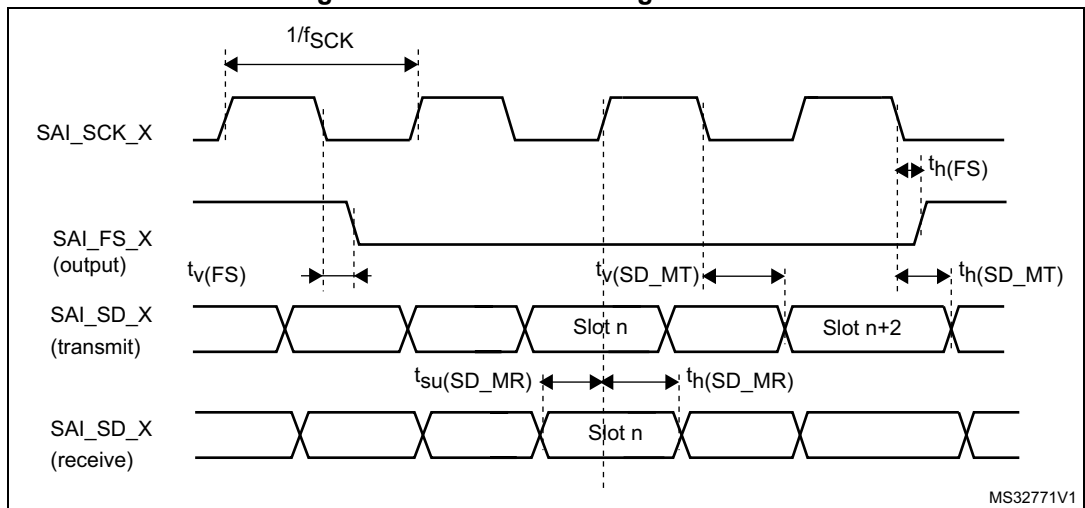 1/fSCK
SAI_SCK_X
th(FS)
SAI_FS_X
(output)
tv(FS)
tv(SD_MT)
th(SD_MT)
SAI_SD_X
(transmit)
Slot n
Slot n+2
tsu(SD_MR)
th(SD_MR)
SAI_SD_X
(receive)
Slot n
MS32771V1